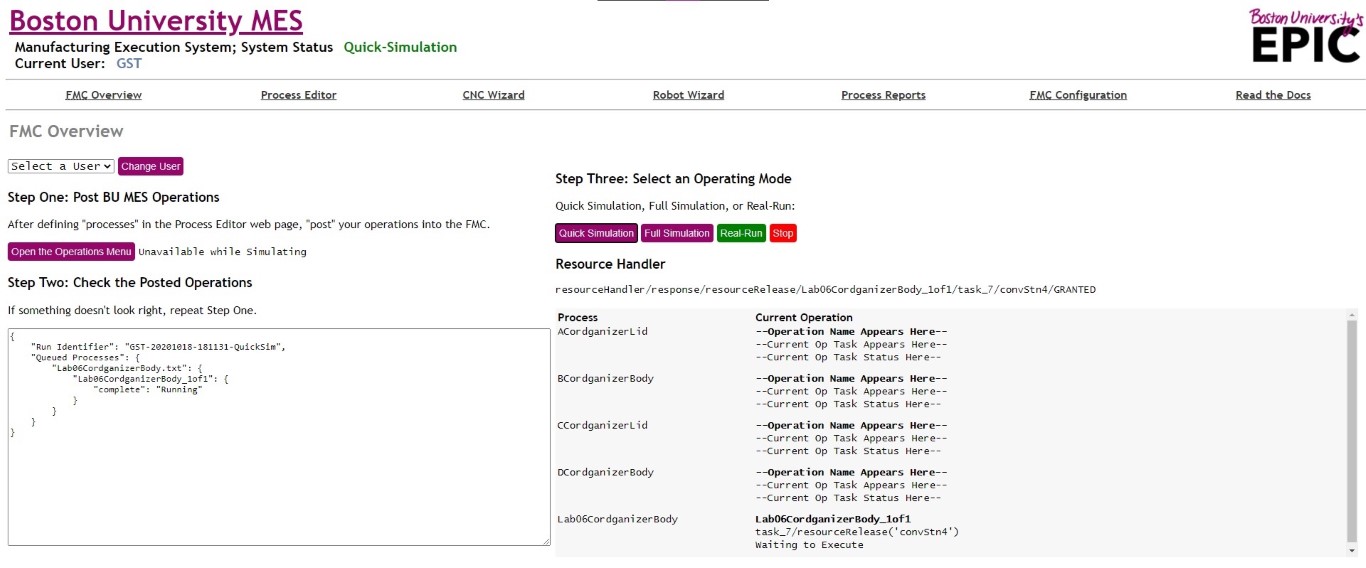 Boston University MES
Manufacturing Execution System; System Status Quick-Simulation
Current User: GST
Boston University's
EPIC
FMC Overview Process Editor CNC Wizard Robot Wizard Process Reports FMC Configuration Read the Docs
FMC Overview
Select a User Change User
Step One: Post BU MES Operations
After defining "processes" in the Process Editor web page, "post" your operations into the FMC.
Open the Operations Menu Unavailable while Simulating
Step Two: Check the Posted Operations
If something doesn't look right, repeat Step One.
{
"Run Identifier": "GST-20201018-181131-QuickSim",
"Queued Processes": {
"Lab06CordganizerBody.txt": {
"Lab06CordganizerBody_1of1": {
"complete": "Running"
}
}
}
}
Step Three: Select an Operating Mode
Quick Simulation, Full Simulation, or Real-Run:
Quick Simulation Full Simulation Real-Run Stop
Resource Handler
resourceHandler/response/resourceRelease/Lab06CordganizerBody_1of1/task_7/convStn4/GRANTED
Process Current Operation
ACordganizerLid --Operation Name Appears Here--
--Current Op Task Appears Here--
--Current Op Task Status Here--
BCordganizerBody --Operation Name Appears Here--
--Current Op Task Appears Here--
--Current Op Task Status Here--
CCordganizerLid --Operation Name Appears Here--
--Current Op Task Appears Here--
--Current Op Task Status Here--
DCordganizerBody --Operation Name Appears Here--
--Current Op Task Appears Here--
--Current Op Task Status Here--
Lab06CordganizerBody Lab06CordganizerBody_1of1
task_7/resourceRelease('convStn4')
Waiting to Execute